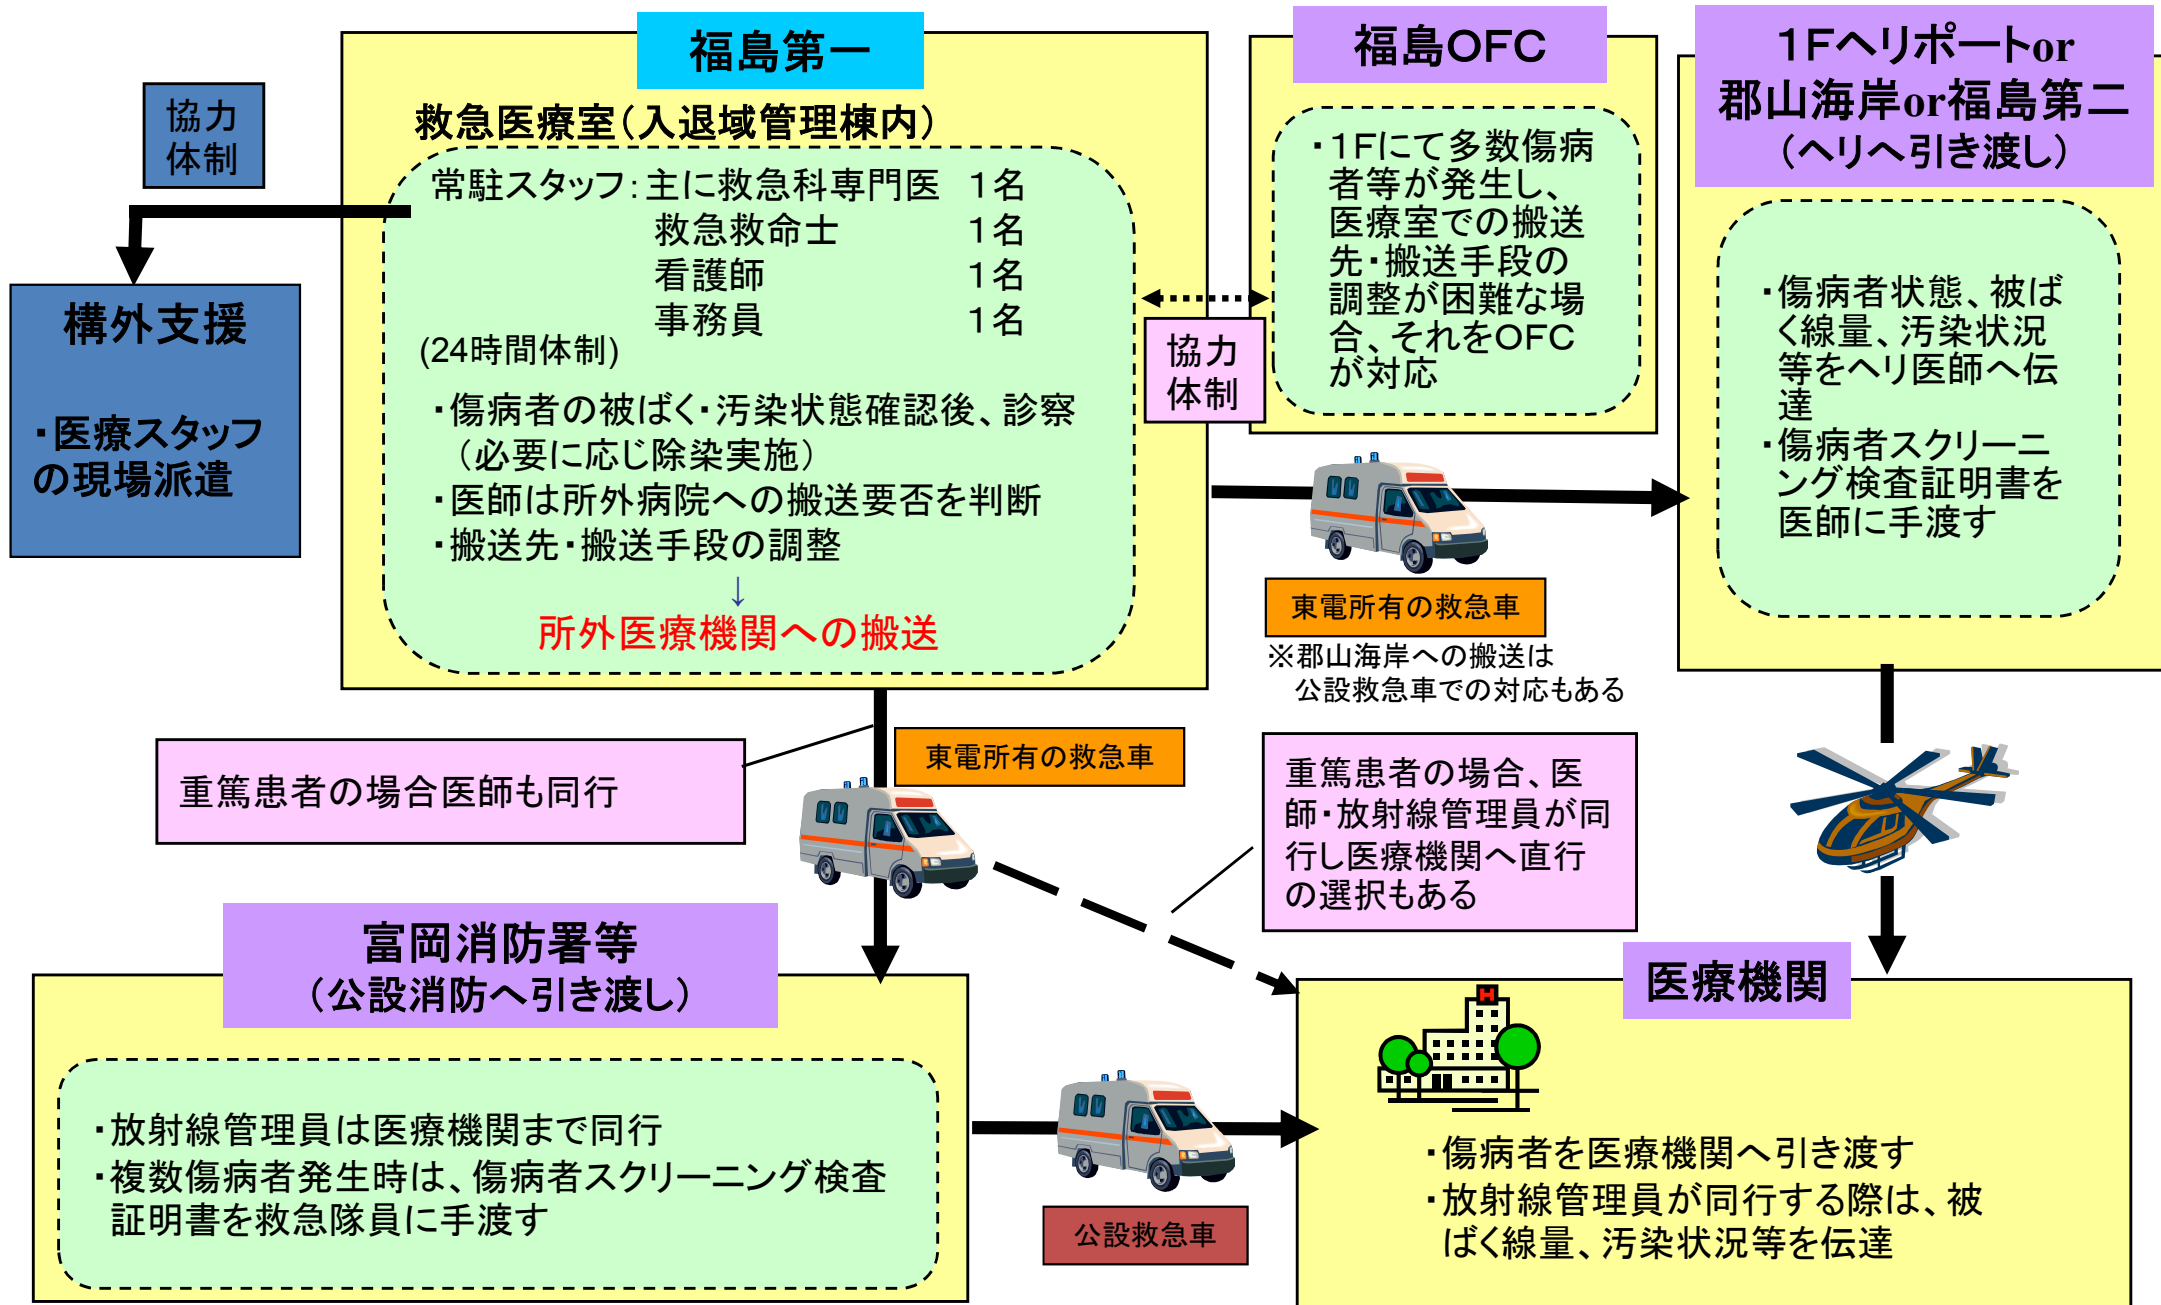 福島第一
救急医療室（入退域管理棟内）
常駐スタッフ：主に救急科専門医　１名
救急救命士　１名
看護師　１名
事務員　１名
(24時間体制)
・傷病者の被ばく・汚染状態確認後、診察
（必要に応じ除染実施）
・医師は所外病院への搬送要否を判断
・搬送先・搬送手段の調整
↓
所外医療機関への搬送
協力
体制
構外支援
・医療スタッフ
の現場派遣
福島ＯＦＣ
・１Fにて多数傷病
者等が発生し、
医療室での搬送
先・搬送手段の
調整が困難な場
合、それをＯＦＣ
が対応
協力
体制
１Fヘリポートor
郡山海岸or福島第二
（ヘリへ引き渡し）
・傷病者状態、被ば
く線量、汚染状況
等をヘリ医師へ伝
達
・傷病者スクリーニ
ング検査証明書を
医師に手渡す
東電所有の救急車
※郡山海岸への搬送は
公設救急車での対応もある
重篤患者の場合医師も同行
東電所有の救急車
重篤患者の場合、医
師・放射線管理員が同
行し医療機関へ直行
の選択もある
富岡消防署等
（公設消防へ引き渡し）
・放射線管理員は医療機関まで同行
・複数傷病者発生時は、傷病者スクリーニング検査
証明書を救急隊員に手渡す
公設救急車
医療機関
H
・傷病者を医療機関へ引き渡す
・放射線管理員が同行する際は、被
ばく線量、汚染状況等を伝達